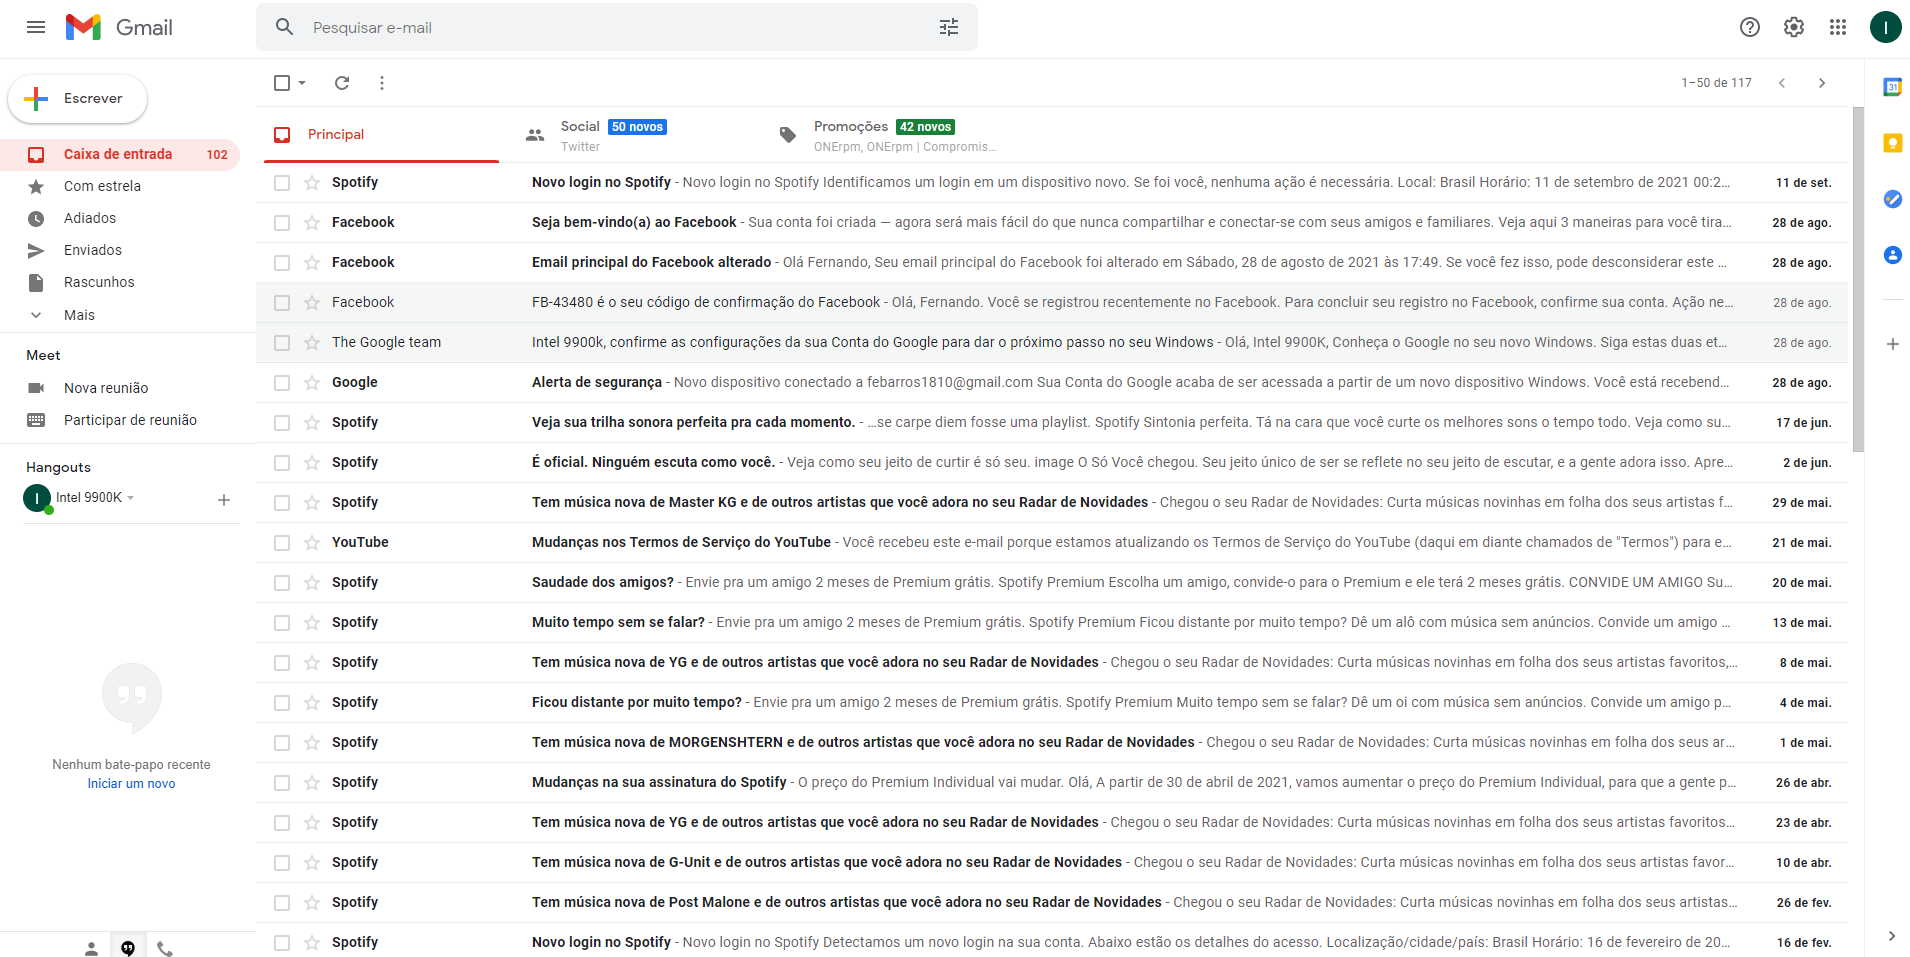 Gmail
Pesquisar e-mail
I
Escrever
1–50 de 117
31
Principal
Social 50 novos
Twitter
Promoções 42 novos
ONErpm, ONErpm | Compromis...
Caixa de entrada 102
Com estrela
Adiados
Enviados
Rascunhos
Mais
Meet
Nova reunião
Participar de reunião
Hangouts
I Intel 9900K
Nenhum bate-papo recente
Iniciar um novo
Spotify Novo login no Spotify - Novo login no Spotify Identificamos um login em um dispositivo novo. Se foi você, nenhuma ação é necessária. Local: Brasil Horário: 11 de setembro de 2021 00:2... 11 de set.
Facebook Seja bem-vindo(a) ao Facebook - Sua conta foi criada — agora será mais fácil do que nunca compartilhar e conectar-se com seus amigos e familiares. Veja aqui 3 maneiras para você tira... 28 de ago.
Facebook Email principal do Facebook alterado - Olá Fernando, Seu email principal do Facebook foi alterado em Sábado, 28 de agosto de 2021 às 17:49. Se você fez isso, pode desconsiderar este ... 28 de ago.
Facebook FB-43480 é o seu código de confirmação do Facebook - Olá, Fernando. Você se registrou recentemente no Facebook. Para concluir seu registro no Facebook, confirme sua conta. Ação ne... 28 de ago.
The Google team Intel 9900k, confirme as configurações da sua Conta do Google para dar o próximo passo no seu Windows - Olá, Intel 9900K, Conheça o Google no seu novo Windows. Siga estas duas et... 28 de ago.
Google Alerta de segurança - Novo dispositivo conectado a febarros1810@gmail.com Sua Conta do Google acaba de ser acessada a partir de um novo dispositivo Windows. Você está recebend... 28 de ago.
Spotify Veja sua trilha sonora perfeita pra cada momento. - ...se carpe diem fosse uma playlist. Spotify Sintonia perfeita. Tá na cara que você curte os melhores sons o tempo todo. Veja como su... 17 de jun.
Spotify É oficial. Ninguém escuta como você. - Veja como seu jeito de curtir é só seu. image O Só Você chegou. Seu jeito único de ser se reflete no seu jeito de escutar, e a gente adora isso. Apre... 2 de jun.
Spotify Tem música nova de Master KG e de outros artistas que você adora no seu Radar de Novidades - Chegou o seu Radar de Novidades: Curta músicas novinhas em folha dos seus artistas f... 29 de mai.
YouTube Mudanças nos Termos de Serviço do YouTube - Você recebeu este e-mail porque estamos atualizando os Termos de Serviço do YouTube (daqui em diante chamados de "Termos") para e... 21 de mai.
Spotify Saudade dos amigos? - Envie pra um amigo 2 meses de Premium grátis. Spotify Premium Escolha um amigo, convide-o para o Premium e ele terá 2 meses grátis. CONVIDE UM AMIGO Su... 20 de mai.
Spotify Muito tempo sem se falar? - Envie pra um amigo 2 meses de Premium grátis. Spotify Premium Ficou distante por muito tempo? Dê um alô com música sem anúncios. Convide um amigo ... 13 de mai.
Spotify Tem música nova de YG e de outros artistas que você adora no seu Radar de Novidades - Chegou o seu Radar de Novidades: Curta músicas novinhas em folha dos seus artistas favoritos,... 8 de mai.
Spotify Ficou distante por muito tempo? - Envie pra um amigo 2 meses de Premium grátis. Spotify Premium Muito tempo sem se falar? Dê um oi com música sem anúncios. Convide um amigo p... 4 de mai.
Spotify Tem música nova de MORGENSHTERN e de outros artistas que você adora no seu Radar de Novidades - Chegou o seu Radar de Novidades: Curta músicas novinhas em folha dos seus ar... 1 de mai.
Spotify Mudanças na sua assinatura do Spotify - O preço do Premium Individual vai mudar. Olá, A partir de 30 de abril de 2021, vamos aumentar o preço do Premium Individual, para que a gente p... 26 de abr.
Spotify Tem música nova de YG e de outros artistas que você adora no seu Radar de Novidades - Chegou o seu Radar de Novidades: Curta músicas novinhas em folha dos seus artistas favoritos... 23 de abr.
Spotify Tem música nova de G-Unit e de outros artistas que você adora no seu Radar de Novidades - Chegou o seu Radar de Novidades: Curta músicas novinhas em folha dos seus artistas favor... 10 de abr.
Spotify Tem música nova de Post Malone e de outros artistas que você adora no seu Radar de Novidades - Chegou o seu Radar de Novidades: Curta músicas novinhas em folha dos seus artistas... 26 de fev.
Spotify Novo login no Spotify - Novo login no Spotify Detectamos um novo login na sua conta. Abaixo estão os detalhes do acesso. Localização/cidade/país: Brasil Horário: 16 de fevereiro de 20... 16 de fev.